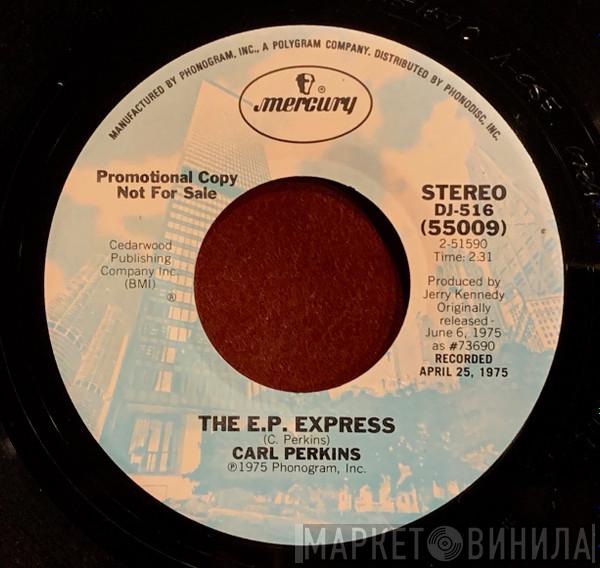 MANUFACTURED BY PHONOGRAM, INC., A POLYGRAM COMPANY. DISTRIBUTED BY PHONODISC, INC.
mercury
®
Promotional Copy
Not For Sale
Cedarwood
Publishing
Company Inc.
(BMI)
®
STEREO
DJ-516
(55009)
2-51590
Time: 2:31
Produced by
Jerry Kennedy
Originally
released -
June 6, 1975
as #73690
RECORDED
APRIL 25, 1975
THE E.P. EXPRESS
(C. Perkins)
CARL PERKINS
℗1975 Phonogram, Inc.
МАРКЕТ ВИНИЛА